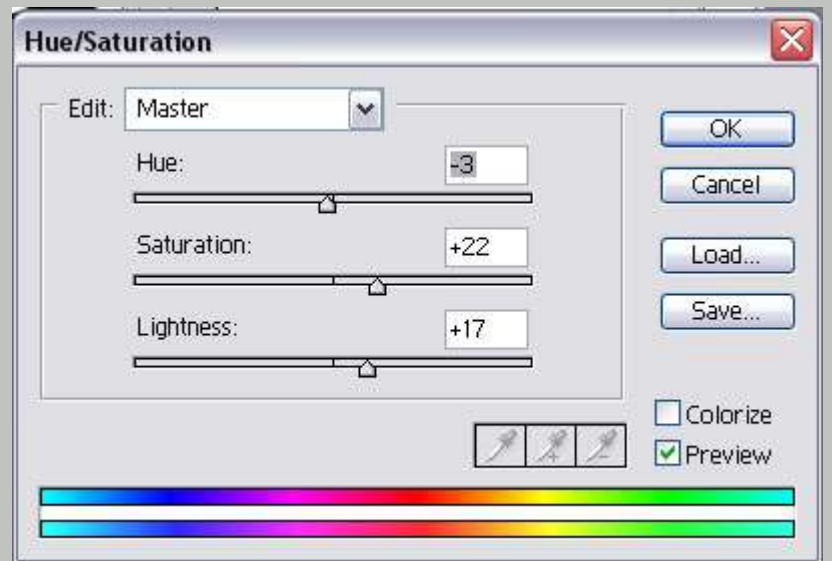 Hue/Saturation
Edit: Master
Hue: -3
Saturation: +22
Lightness: +17
OK
Cancel
Load...
Save...
Colorize
Preview